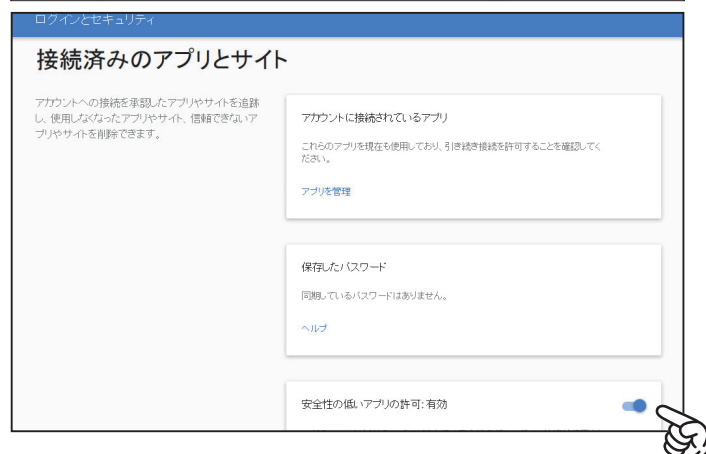 ログインとセキュリティ
接続済みのアプリとサイト
アカウントへの接続を承認したアプリやサイトを追跡
し、使用しなくなったアプリやサイト、信頼できないア
プリやサイトを削除できます。
アカウントに接続されているアプリ
これらのアプリを現在も使用しており、引き続き接続を許可することを確認してく
ださい。
アプリを管理
保存したパスワード
同期しているパスワードはありません。
ヘルプ
安全性の低いアプリの許可: 有効